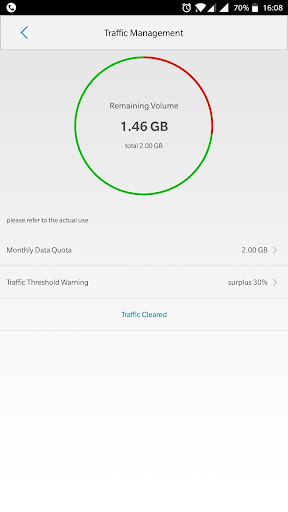 70% 16:08
Traffic Management
Remaining Volume
1.46 GB
total 2.00 GB
please refer to the actual use
Monthly Data Quota 2.00 GB
Traffic Threshold Warning surplus 30%
Traffic Cleared